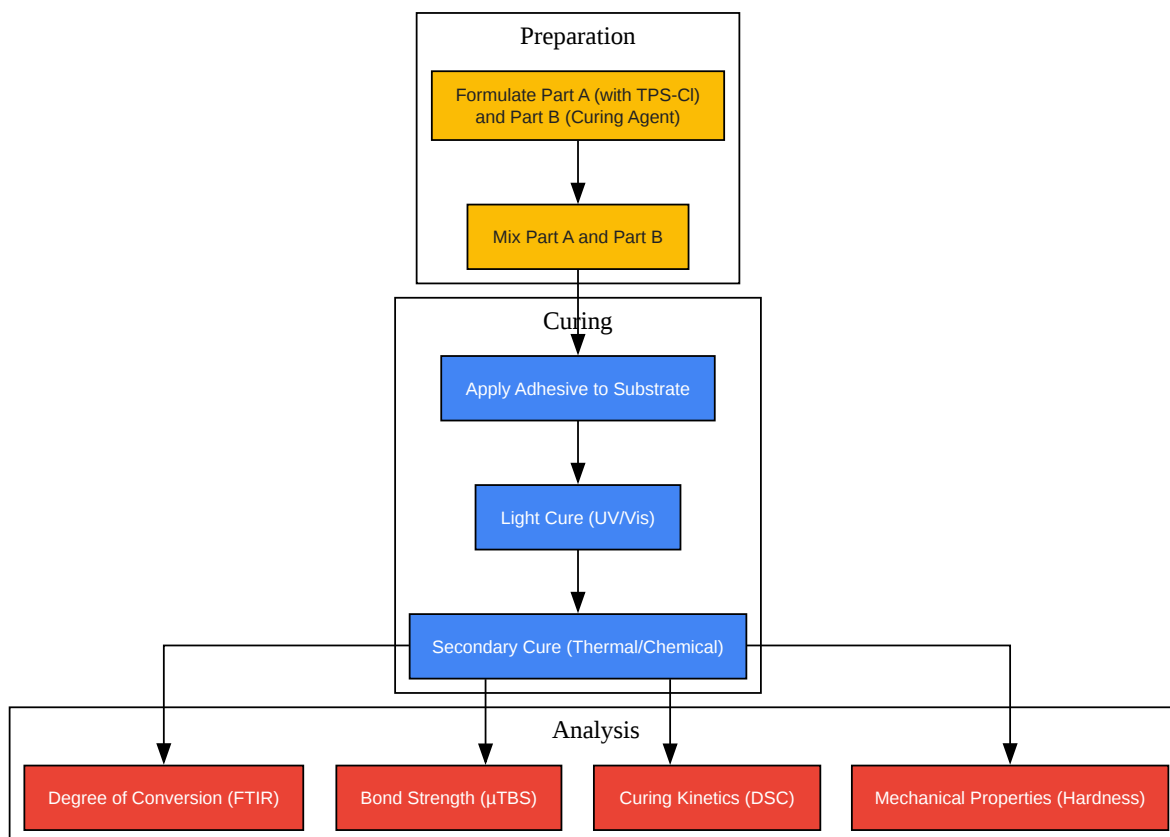 Preparation
Formulate Part A (with TPS-Cl)
and Part B (Curing Agent)
Mix Part A and Part B
Curing
Apply Adhesive to Substrate
Light Cure (UV/Vis)
Secondary Cure (Thermal/Chemical)
Analysis
Degree of Conversion (FTIR)
Bond Strength (µTBS)
Curing Kinetics (DSC)
Mechanical Properties (Hardness)